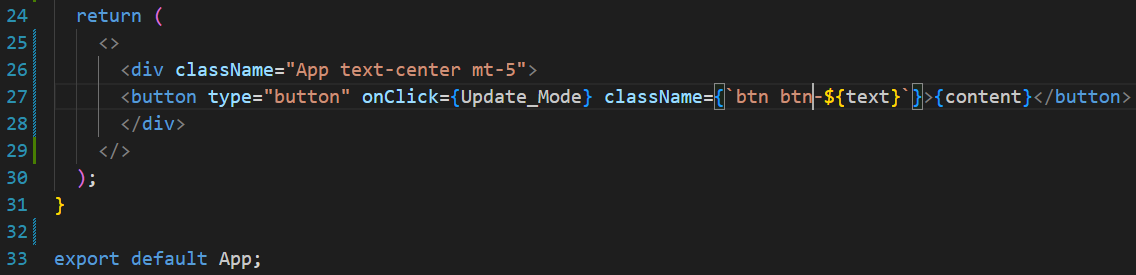 24 return (
25 <>
26 <div className="App text-center mt-5">
27 <button type="button" onClick={Update_Mode} className={`btn btn-${text}`}>{content}</button>
28 </div>
29 </>
30 );
31 }
32
33 export default App;